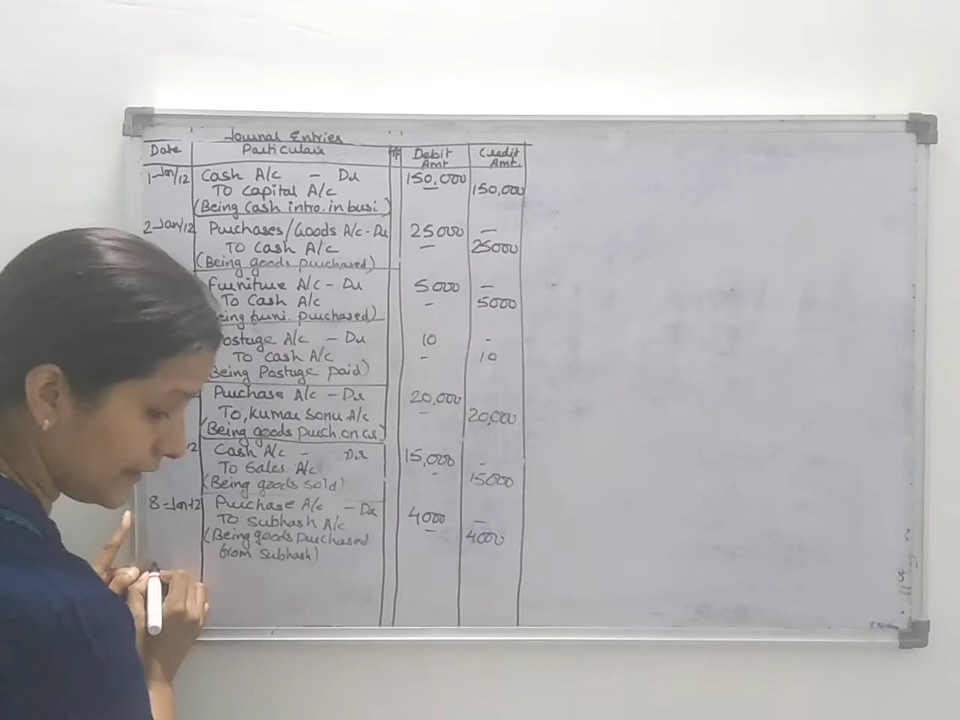 Journal Entries
Date Particulars Debit Amt. Credit Amt.
1-Jan/12 Cash A/c - Dr 150,000
To Capital A/c - 150,000
(Being Cash intro. in busi.)
2 Jan/12 Purchases/Goods A/c - Dr 25000 -
To Cash A/c - 25000
(Being goods purchased)
Furniture A/c - Dr 5000 -
To Cash A/c - 5000
eing furni. purchased)
ostage A/c - Dr 10 -
To Cash A/c - 10
Being Postage paid)
Purchase A/c - Dr 20,000
To, Kumar Sonu A/c - 20,000
(Being goods purch. on cr.)
12 Cash A/c - Dr 15,000 -
To Sales A/c - 15000
(Being goods sold)
8-Jan-12 Purchase A/c - Dr 4000 -
To Subhash A/c - 4000
(Being goods purchased
from Subhash)